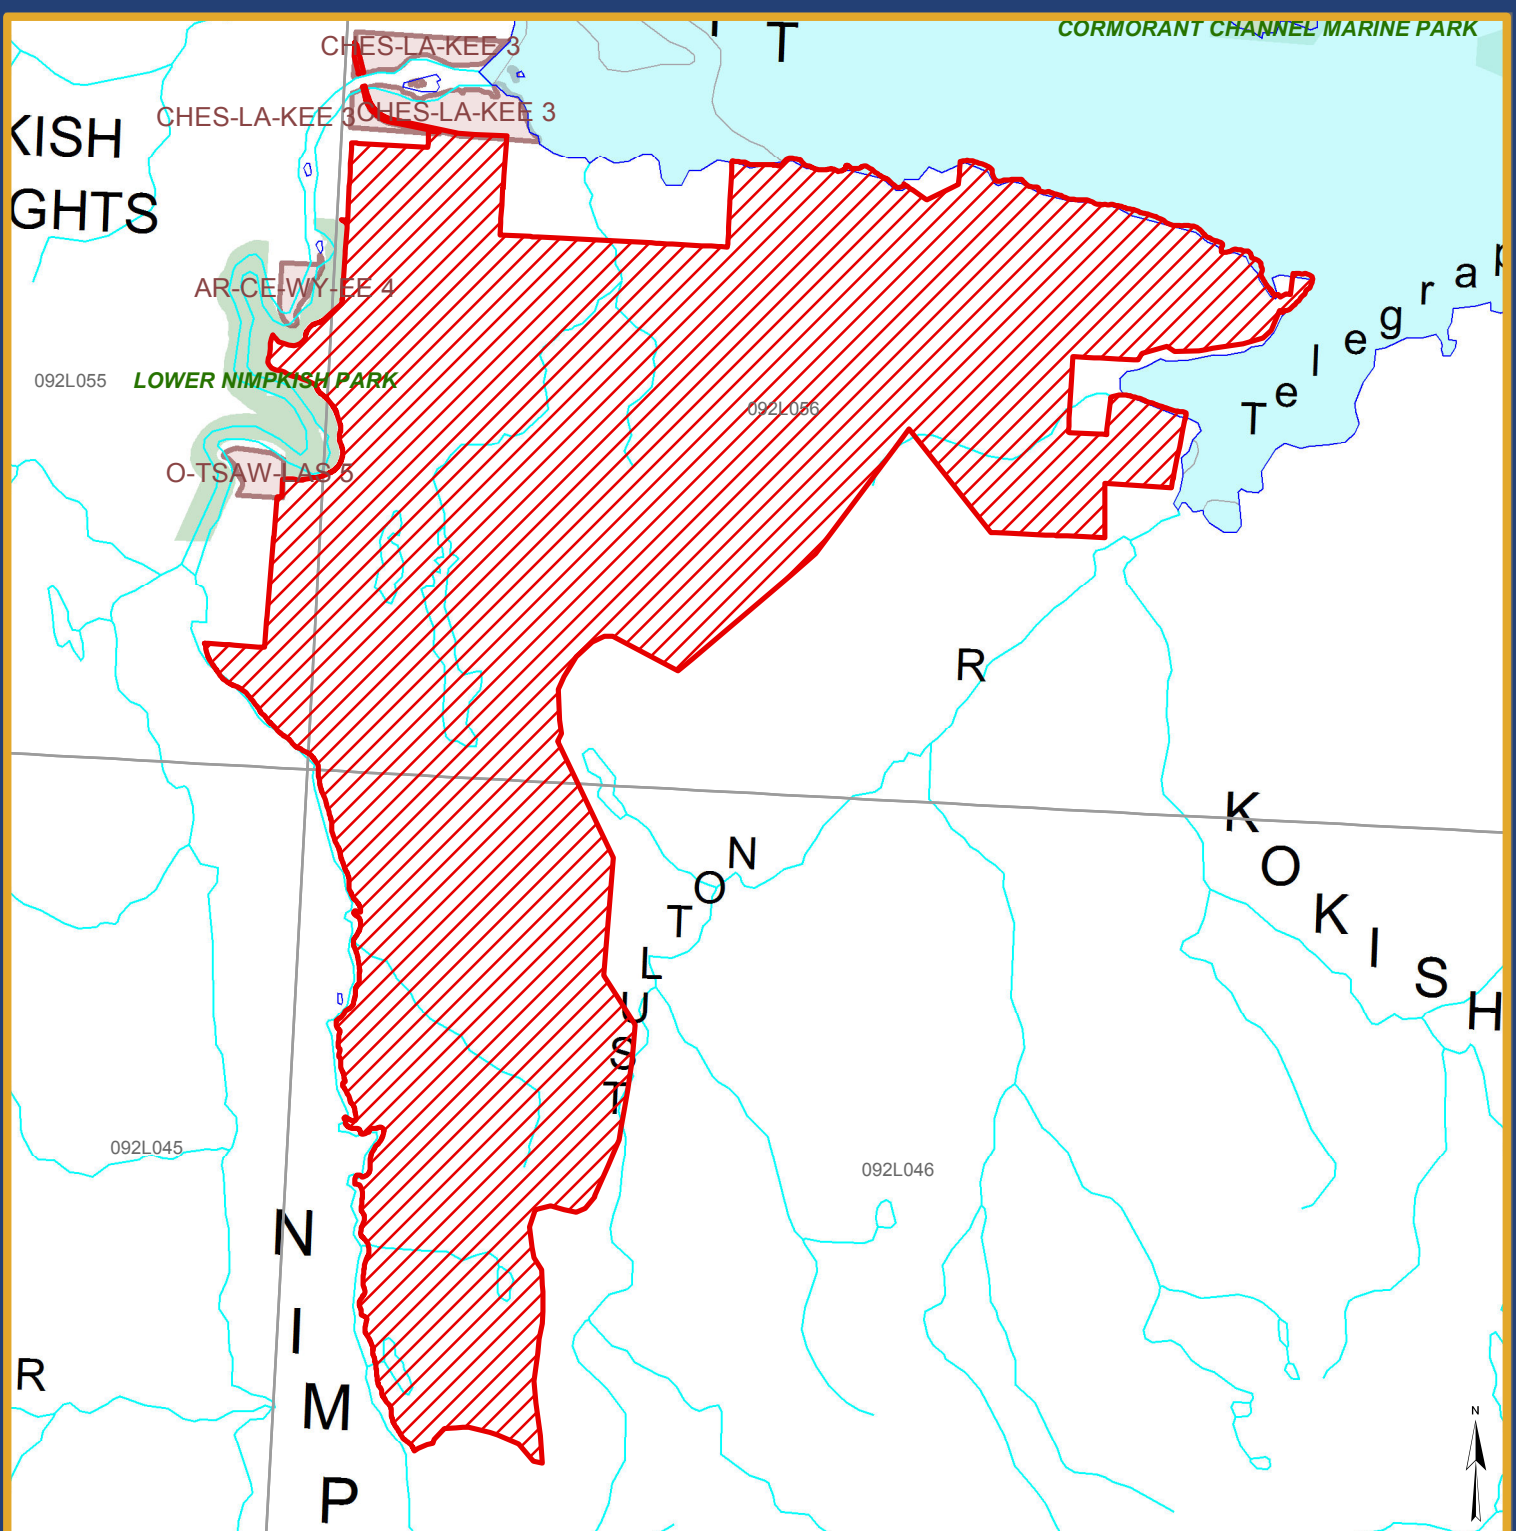 CORMORANT CHANNEL MARINE PARK
T
CHES-LA-KEE 3
CHES-LA-KEE 3
CHES-LA-KEE 3
KISH
GHTS
AR-CE-WY-EE 4
Telegrap
092L055
LOWER NIMPKISH PARK
092L056
O-TSAW-LAS 5
R
KOKISH
TSULTON
092L045
092L046
NIMP
R
N